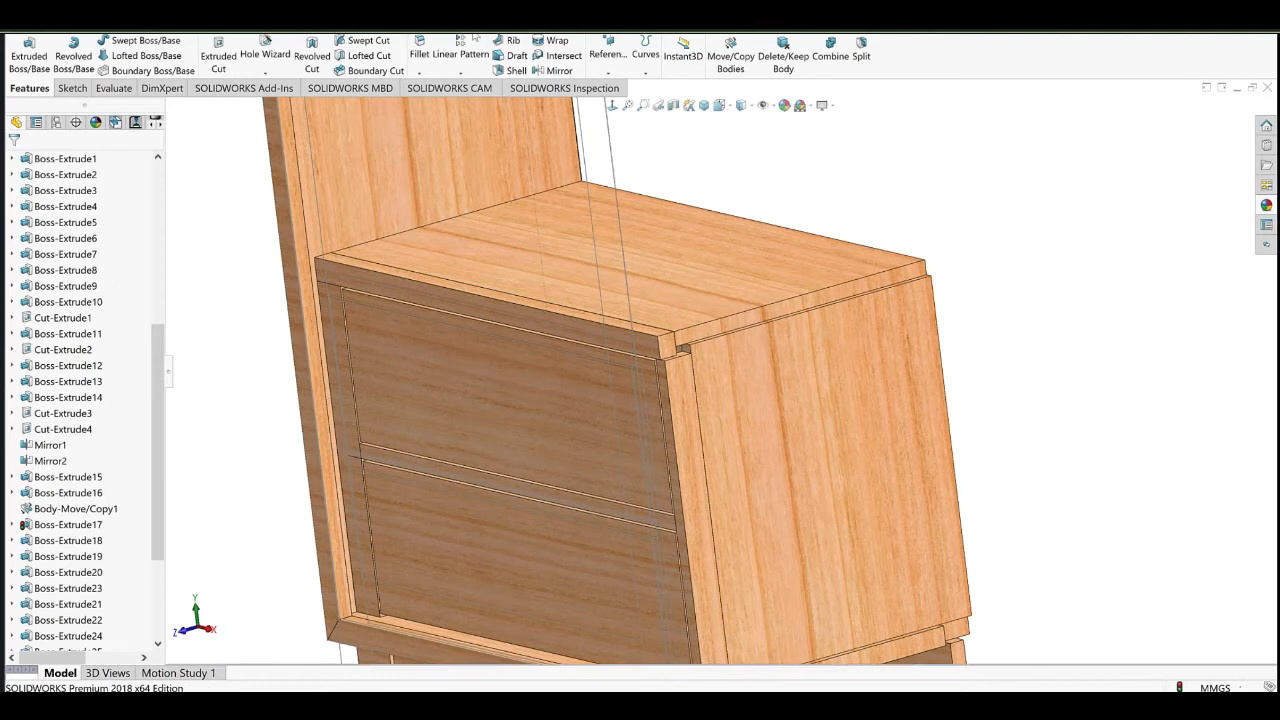 Extruded Boss/Base
Revolved Boss/Base
Swept Boss/Base
Lofted Boss/Base
Boundary Boss/Base
Extruded Cut
Hole Wizard
Revolved Cut
Swept Cut
Lofted Cut
Boundary Cut
Fillet
Linear Pattern
Rib
Draft
Shell
Wrap
Intersect
Mirror
Referen...
Curves
Instant3D
Move/Copy Bodies
Delete/Keep Body
Combine
Split
Features
Sketch
Evaluate
DimXpert
SOLIDWORKS Add-Ins
SOLIDWORKS MBD
SOLIDWORKS CAM
SOLIDWORKS Inspection
Boss-Extrude1
Boss-Extrude2
Boss-Extrude3
Boss-Extrude4
Boss-Extrude5
Boss-Extrude6
Boss-Extrude7
Boss-Extrude8
Boss-Extrude9
Boss-Extrude10
Cut-Extrude1
Boss-Extrude11
Cut-Extrude2
Boss-Extrude12
Boss-Extrude13
Boss-Extrude14
Cut-Extrude3
Cut-Extrude4
Mirror1
Mirror2
Boss-Extrude15
Boss-Extrude16
Body-Move/Copy1
Boss-Extrude17
Boss-Extrude18
Boss-Extrude19
Boss-Extrude20
Boss-Extrude23
Boss-Extrude21
Boss-Extrude22
Boss-Extrude24
Y
Z
X
Model
3D Views
Motion Study 1
SOLIDWORKS Premium 2018 x64 Edition
MMGS